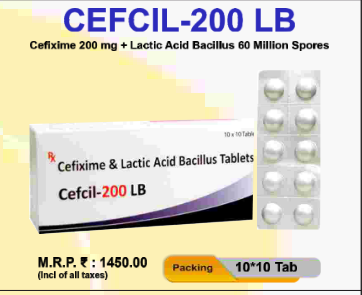 CEFCIL-200 LB
Cefixime 200 mg + Lactic Acid Bacillus 60 Million Spores
10 x 10 Table
Rx Cefixime & Lactic Acid Bacillus Tablets
Cefcil-200 LB
M.R.P. ₹ : 1450.00
(Incl of all taxes)
Packing 10*10 Tab